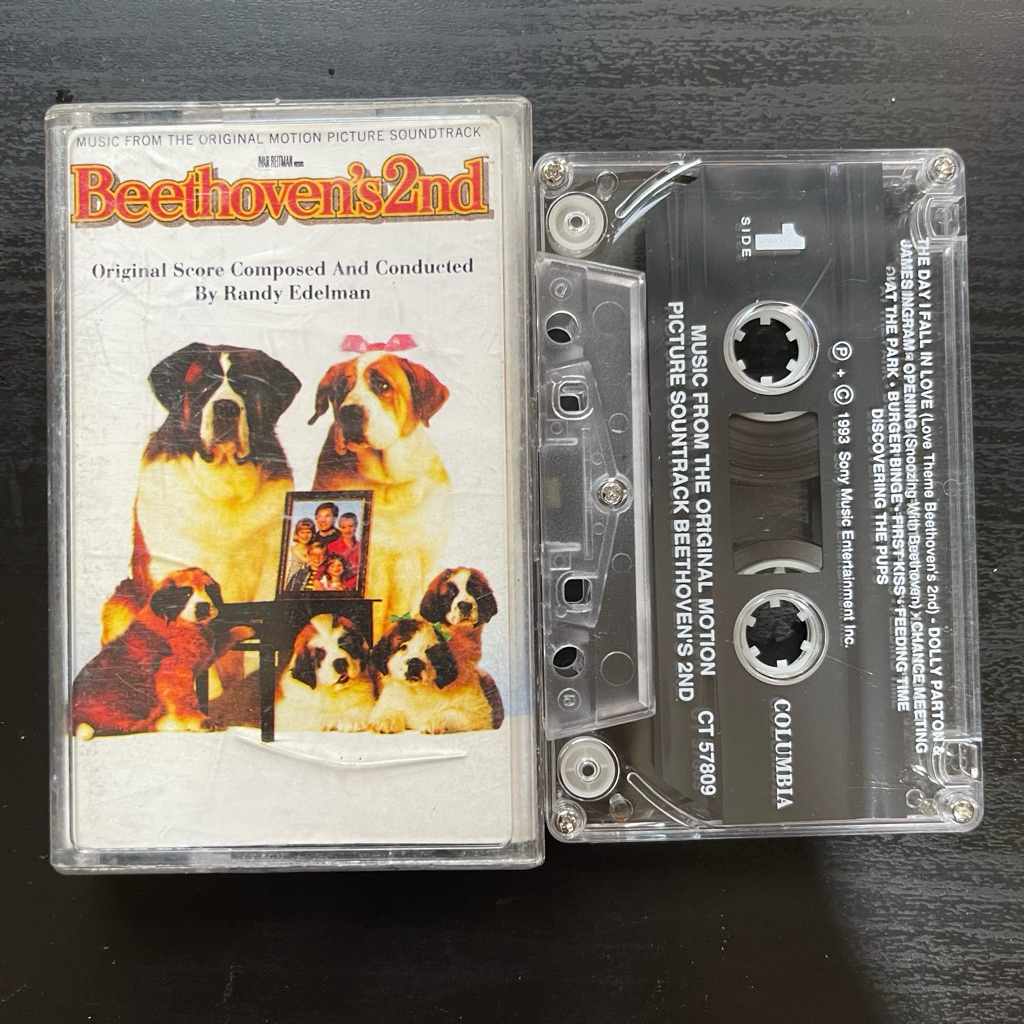 MUSIC FROM THE ORIGINAL MOTION PICTURE SOUNDTRACK
IVAN REITMAN
Beethoven's 2nd
Original Score Composed And Conducted
By Randy Edelman
SIDE 1
THE DAY I FALL IN LOVE (Love Theme Beethoven's 2nd) • DOLLY PARTON &
JAMES INGRAM • OPENING (Snoozing With Beethoven) • CHANCE MEETING
AT THE PARK • BURGER BINGE • FIRST KISS • FEEDING TIME
DISCOVERING THE PUPS
Ⓟ + © 1993 Sony Music Entertainment Inc.
COLUMBIA
MUSIC FROM THE ORIGINAL MOTION
PICTURE SOUNTRACK BEETHOVEN'S 2ND CT 57809